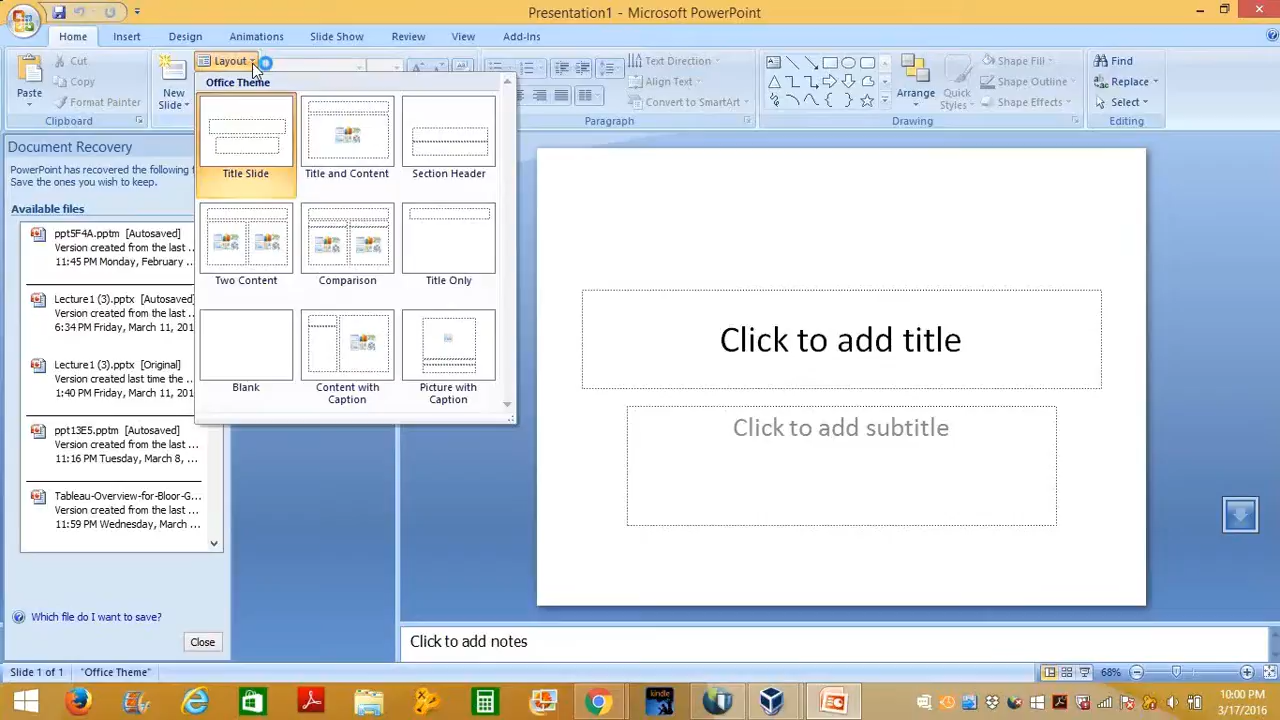 Presentation1 - Microsoft PowerPoint
Home Insert Design Animations Slide Show Review View Add-Ins
Paste
Cut
Copy
Format Painter
Clipboard
New
Slide
Layout
Office Theme
Title Slide Title and Content Section Header
Two Content Comparison Title Only
Blank Content with Caption Picture with Caption
Text Direction
Align Text
Convert to SmartArt
Paragraph
Arrange
Quick
Styles
Shape Fill
Shape Outline
Shape Effects
Drawing
Find
Replace
Select
Editing
Document Recovery
PowerPoint has recovered the following f
Save the ones you wish to keep.
Available files
ppt5F4A.pptm [Autosaved]
Version created from the last ...
11:45 PM Monday, February ...
Lecture1 (3).pptx [Autosaved]
Version created from the last ...
6:34 PM Friday, March 11, 201
Lecture1 (3).pptx [Original]
Version created last time the ...
1:40 PM Friday, March 11, 201
ppt13E5.pptm [Autosaved]
Version created from the last ...
11:16 PM Tuesday, March 8, ...
Tableau-Overview-for-Bloor-G...
Version created from the last ...
11:59 PM Wednesday, March ...
Which file do I want to save?
Close
Click to add title
Click to add subtitle
Click to add notes
Slide 1 of 1 "Office Theme" 68%
kindle
10:00 PM
3/17/2016